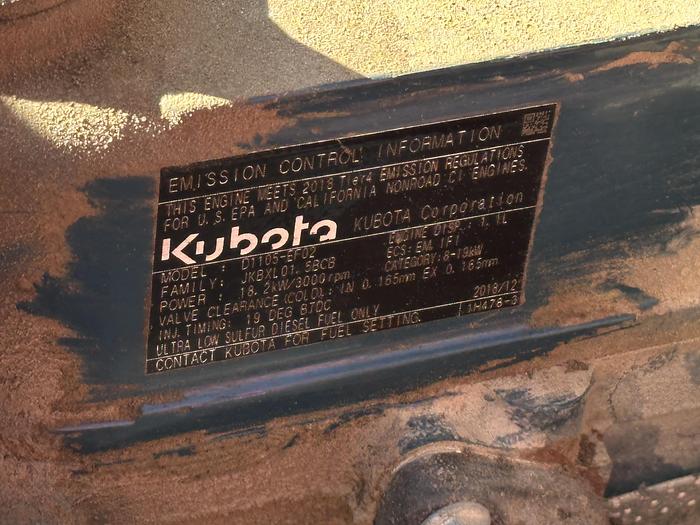 EMISSION CONTROL INFORMATION
THIS ENGINE MEETS 2018 TIER4 EMISSION REGULATIONS
FOR U.S. EPA AND CALIFORNIA NONROAD CI ENGINES.
Kubota KUBOTA Corporation
MODEL : D1105-EF02 ENGINE DISP.: 1.1L
FAMILY: JKBXL01.5BCB ECS: EM IFI
POWER : 18.2kW/3000rpm CATEGORY: 8-19kW
VALVE CLEARANCE (COLD): IN 0.165mm EX 0.165mm
INJ.TIMING: 19 DEG BTDC 2018/12
ULTRA LOW SULFUR DIESEL FUEL ONLY 1H478-3
CONTACT KUBOTA FOR FUEL SETTING.